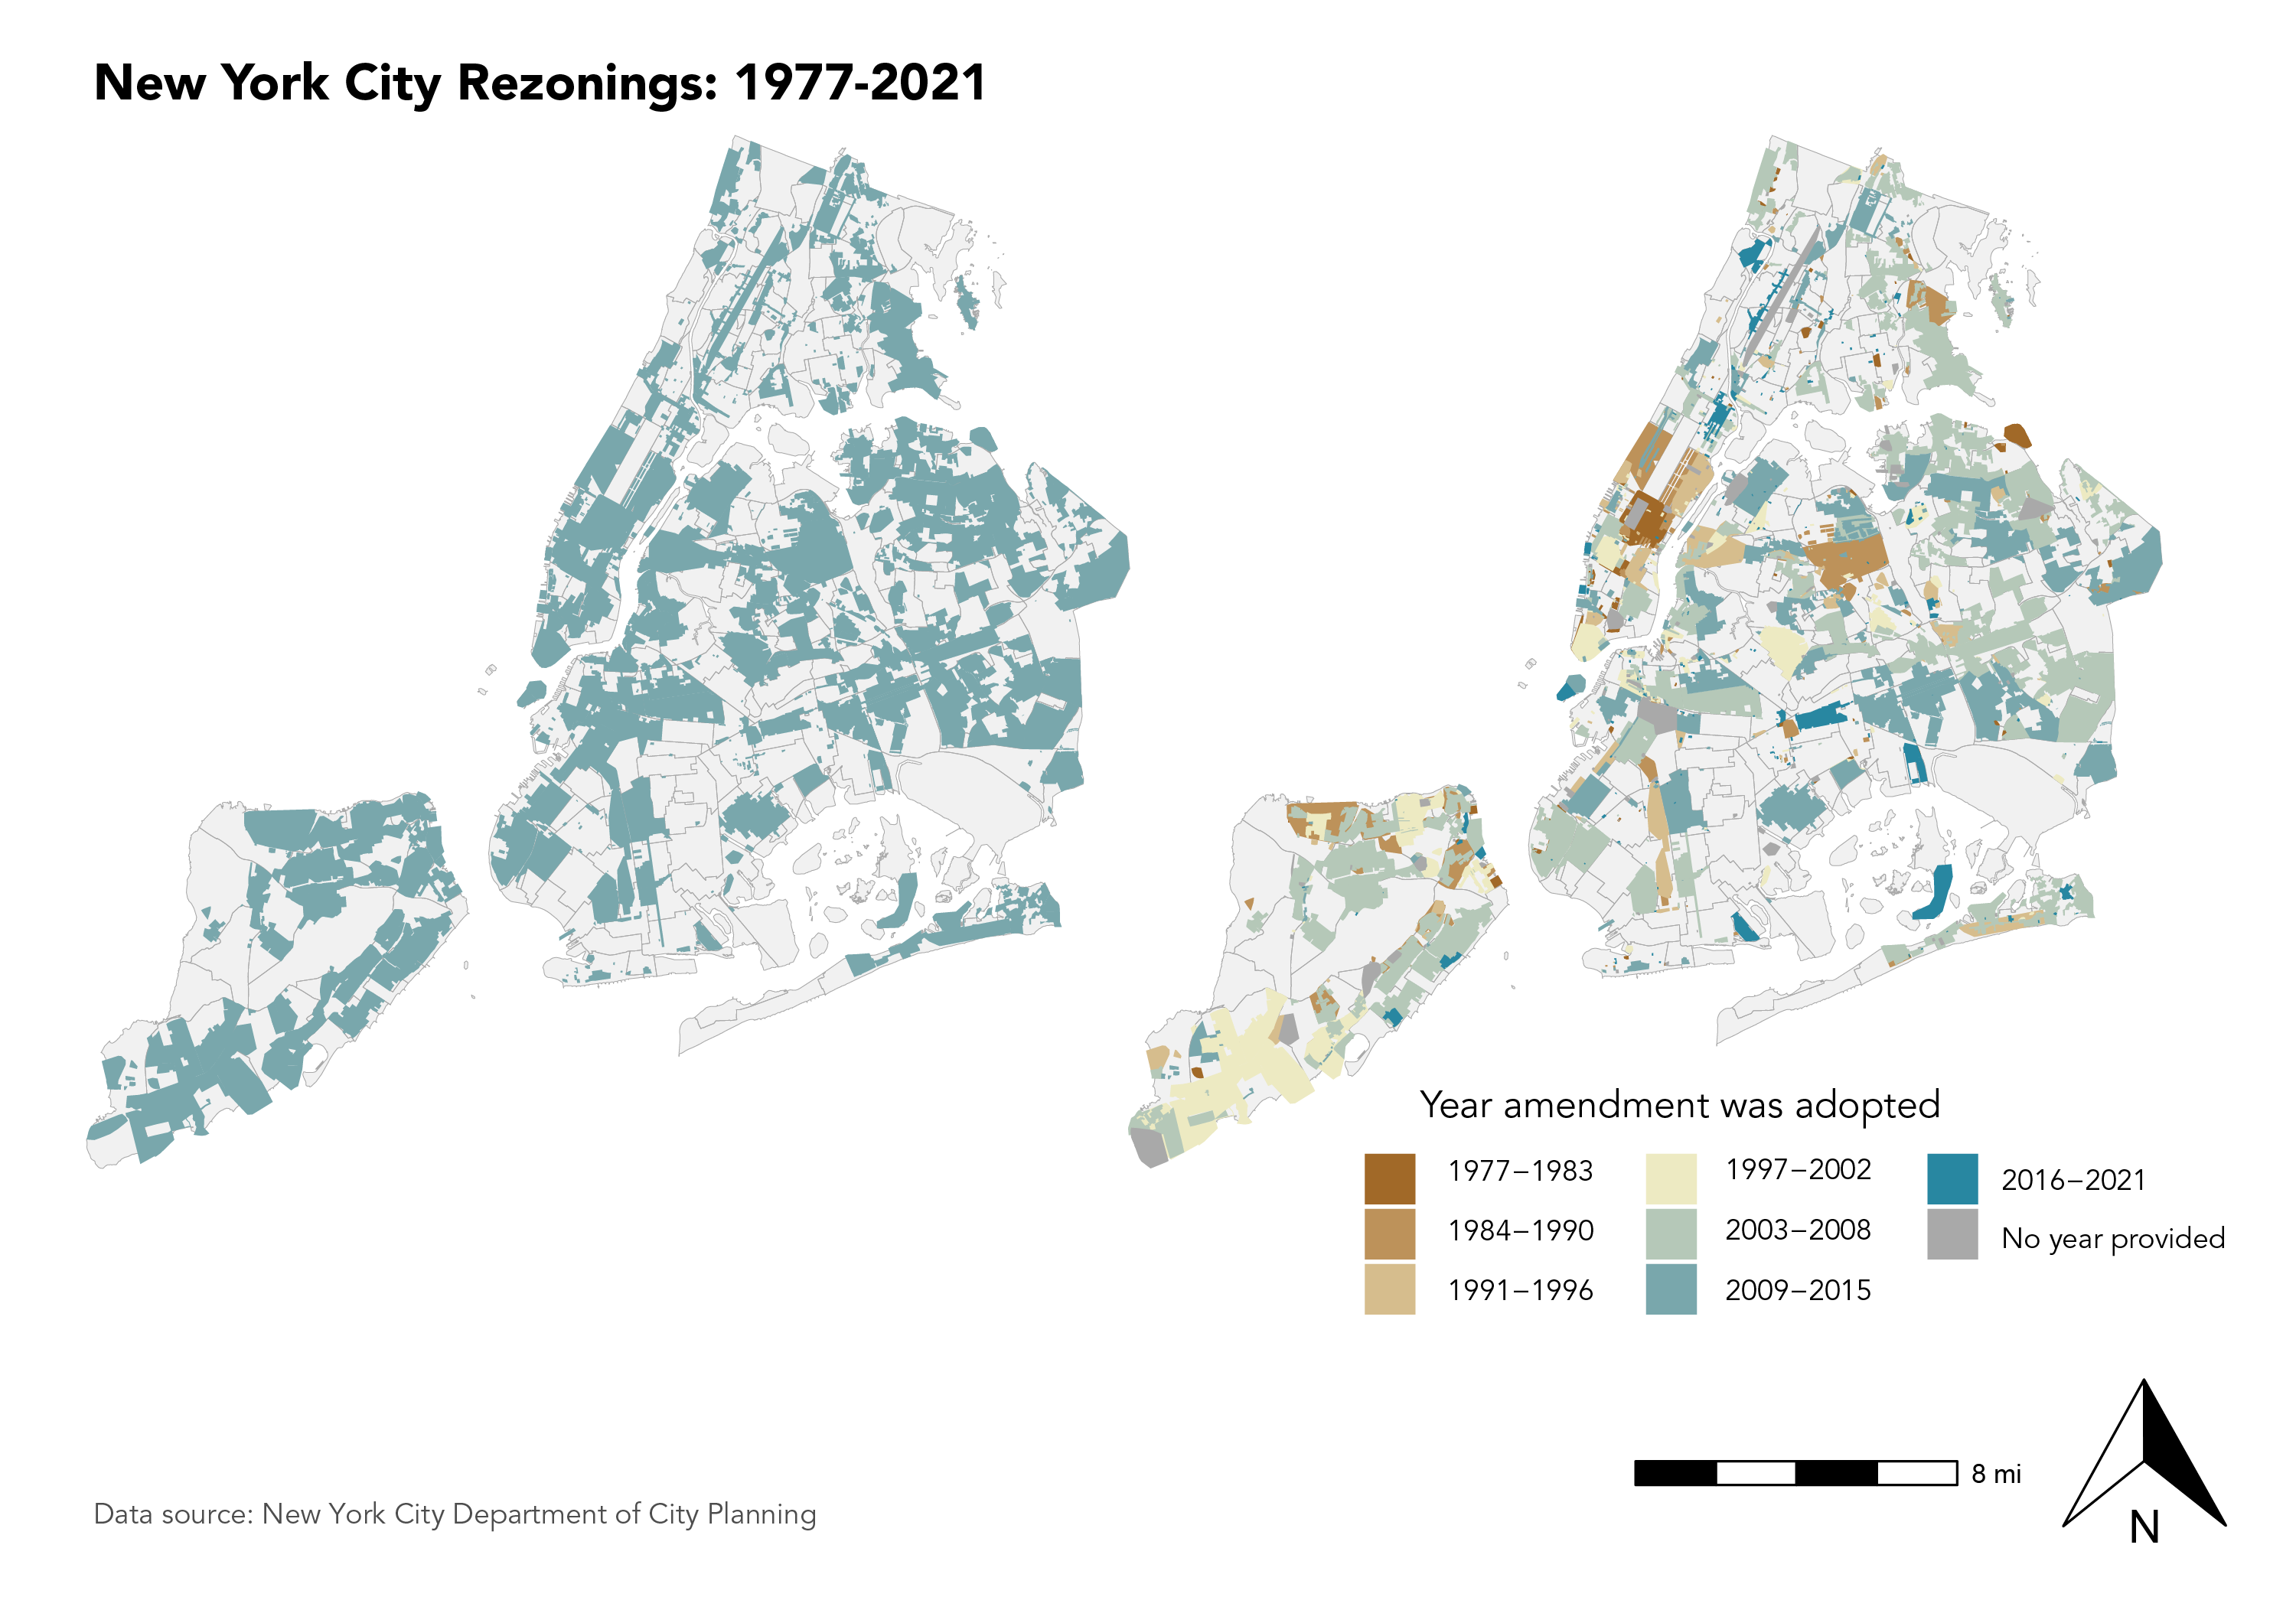 New York City Rezonings: 1977-2021
Year amendment was adopted
1977–1983
1984–1990
1991–1996
1997–2002
2003–2008
2009–2015
2016–2021
No year provided
8 mi
N
Data source: New York City Department of City Planning